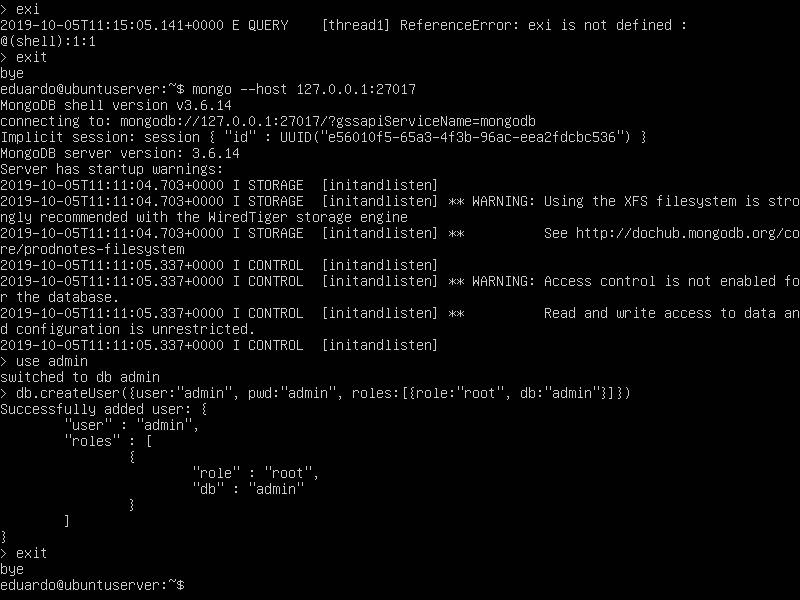 > exi
2019-10-05T11:15:05.141+0000 E QUERY    [thread1] ReferenceError: exi is not defined :
@(shell):1:1
> exit
bye
eduardo@ubuntuserver:~$ mongo --host 127.0.0.1:27017
MongoDB shell version v3.6.14
connecting to: mongodb://127.0.0.1:27017/?gssapiServiceName=mongodb
Implicit session: session { "id" : UUID("e56010f5-65a3-4f3b-96ac-eea2fdcbc536") }
MongoDB server version: 3.6.14
Server has startup warnings:
2019-10-05T11:11:04.703+0000 I STORAGE  [initandlisten]
2019-10-05T11:11:04.703+0000 I STORAGE  [initandlisten] ** WARNING: Using the XFS filesystem is stro
ngly recommended with the WiredTiger storage engine
2019-10-05T11:11:04.703+0000 I STORAGE  [initandlisten] **          See http://dochub.mongodb.org/co
re/prodnotes-filesystem
2019-10-05T11:11:05.337+0000 I CONTROL  [initandlisten]
2019-10-05T11:11:05.337+0000 I CONTROL  [initandlisten] ** WARNING: Access control is not enabled fo
r the database.
2019-10-05T11:11:05.337+0000 I CONTROL  [initandlisten] **          Read and write access to data an
d configuration is unrestricted.
2019-10-05T11:11:05.337+0000 I CONTROL  [initandlisten]
> use admin
switched to db admin
> db.createUser({user:"admin", pwd:"admin", roles:[{role:"root", db:"admin"}]})
Successfully added user: {
        "user" : "admin",
        "roles" : [
                {
                        "role" : "root",
                        "db" : "admin"
                }
        ]
}
> exit
bye
eduardo@ubuntuserver:~$